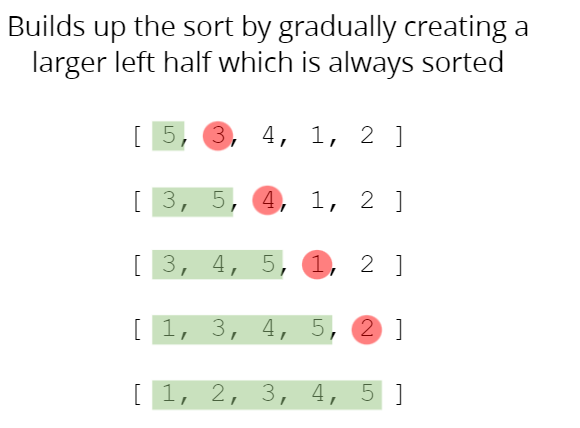 Builds up the sort by gradually creating a
larger left half which is always sorted
[ 5, 3, 4, 1, 2 ]
[ 3, 5, 4, 1, 2 ]
[ 3, 4, 5, 1, 2 ]
[ 1, 3, 4, 5, 2 ]
[ 1, 2, 3, 4, 5 ]